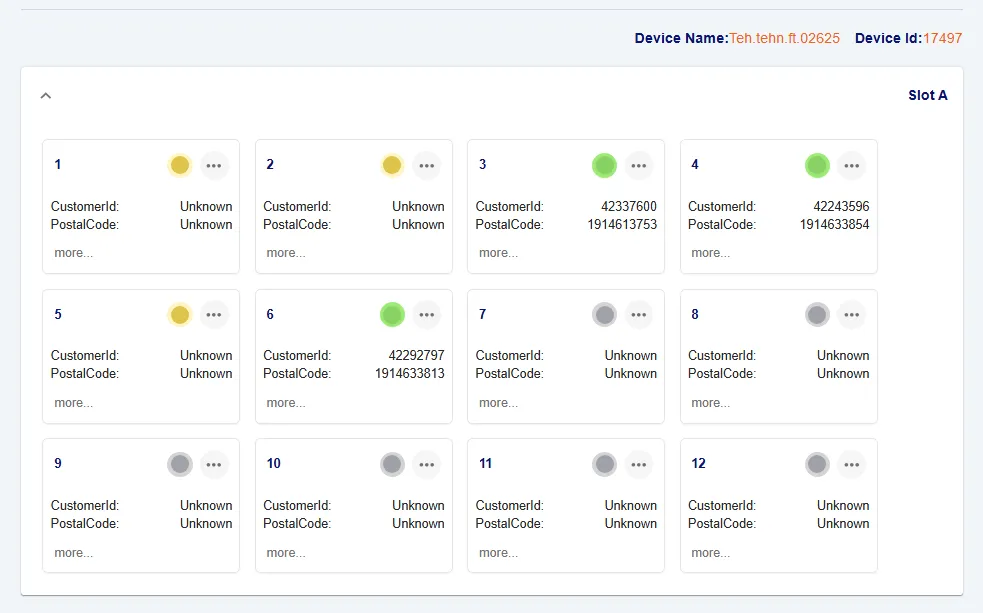 Device Name:Teh.tehn.ft.02625 Device Id:17497
Slot A
1
CustomerId: Unknown
PostalCode: Unknown
more...
2
CustomerId: Unknown
PostalCode: Unknown
more...
3
CustomerId: 42337600
PostalCode: 1914613753
more...
4
CustomerId: 42243596
PostalCode: 1914633854
more...
5
CustomerId: Unknown
PostalCode: Unknown
more...
6
CustomerId: 42292797
PostalCode: 1914633813
more...
7
CustomerId: Unknown
PostalCode: Unknown
more...
8
CustomerId: Unknown
PostalCode: Unknown
more...
9
CustomerId: Unknown
PostalCode: Unknown
more...
10
CustomerId: Unknown
PostalCode: Unknown
more...
11
CustomerId: Unknown
PostalCode: Unknown
more...
12
CustomerId: Unknown
PostalCode: Unknown
more...